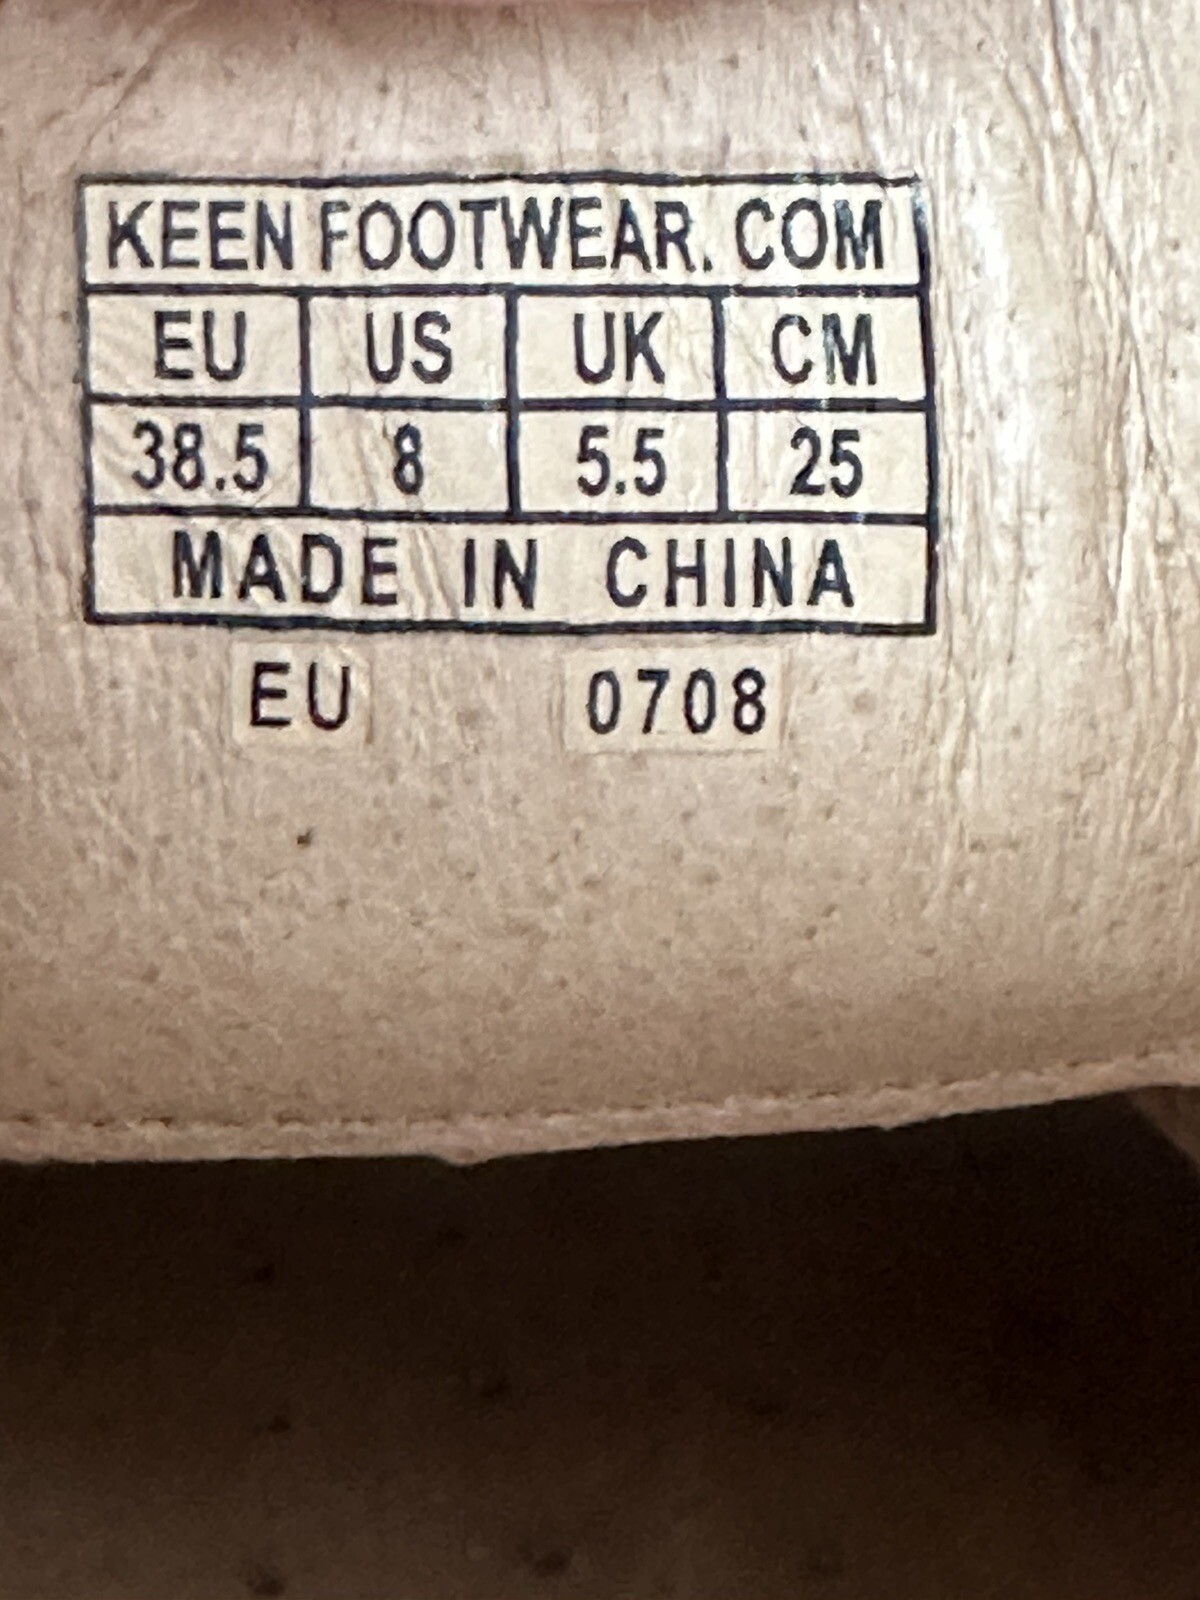 KEEN FOOTWEAR. COM
EU US UK CM
38.5 8 5.5 25
MADE IN CHINA
EU 0708